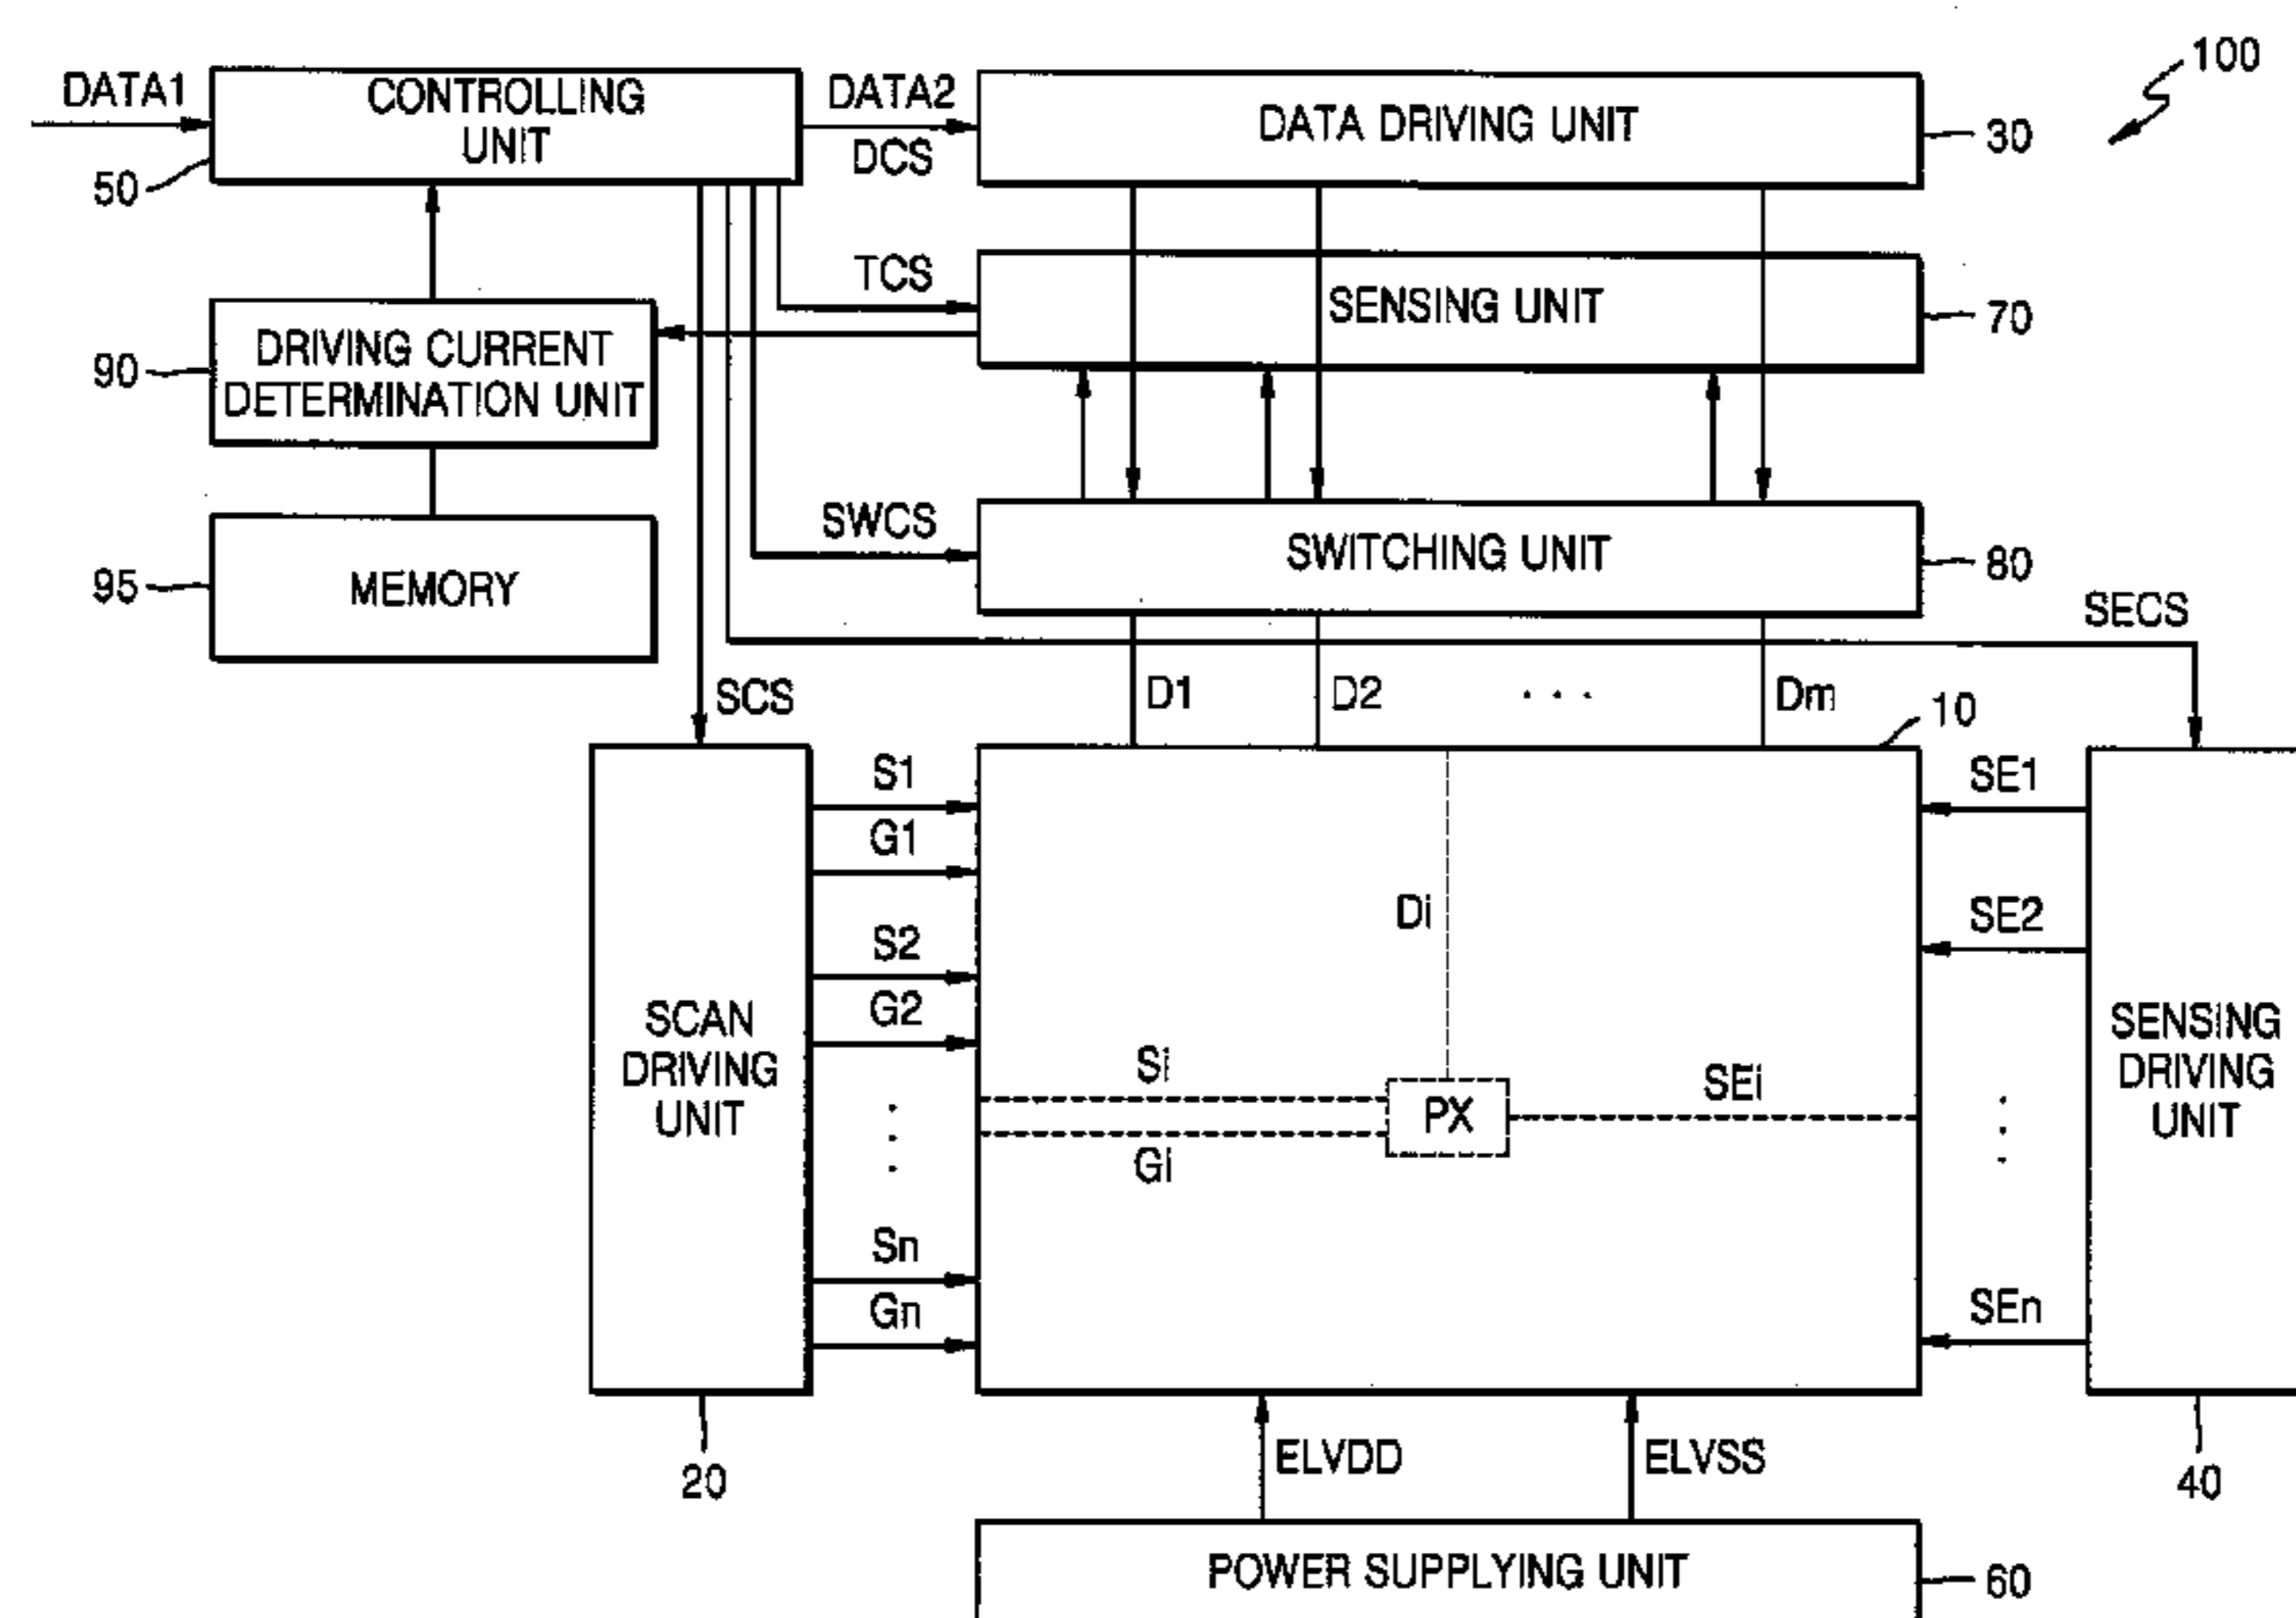 100
DATA1
CONTROLLING
UNIT
50
DATA2
DCS
DATA DRIVING UNIT
30
TCS
SENSING UNIT
70
DRIVING CURRENT
DETERMINATION UNIT
90
SWCS
SWITCHING UNIT
80
MEMORY
95
SECS
SCS
D1
D2
. . .
Dm
10
S1
G1
S2
G2
Sn
Gn
SCAN
DRIVING
UNIT
20
Di
Si
Gi
PX
SEi
SE1
SE2
SEn
SENSING
DRIVING
UNIT
40
ELVDD
ELVSS
POWER SUPPLYING UNIT
60